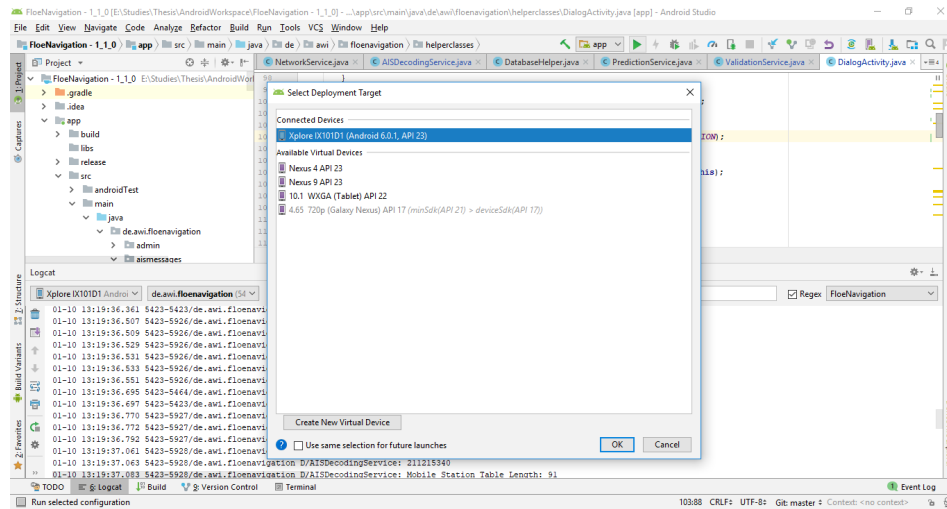 FloeNavigation - 1_1_0 [E:\Studies\Thesis\AndroidWorkspace\FloeNavigation - 1_1_0] - ...\app\src\main\java\de\awi\floenavigation\helperclasses\DialogActivity.java [app] - Android Studio
File Edit View Navigate Code Analyze Refactor Build Run Tools VCS Window Help
FloeNavigation - 1_1_0 app src main java de awi floenavigation helperclasses app
Project NetworkService.java AISDecodingService.java DatabaseHelper.java PredictionService.java ValidationService.java DialogActivity.java
1: Project
Captures
Z: Structure
Build Variants
2: Favorites
FloeNavigation - 1_1_0 E:\Studies\Thesis\AndroidWor
.gradle
.idea
app
build
libs
release
src
androidTest
main
java
de.awi.floenavigation
admin
aismessages
}
;
ION);
his);
Select Deployment Target
Connected Devices
Xplore IX101D1 (Android 6.0.1, API 23)
Available Virtual Devices
Nexus 4 API 23
Nexus 9 API 23
10.1 WXGA (Tablet) API 22
4.65 720p (Galaxy Nexus) API 17 (minSdk(API 21) > deviceSdk(API 17))
Create New Virtual Device
? Use same selection for future launches
OK Cancel
Logcat
Xplore IX101D1 Androi de.awi.floenavigation (54 Regex FloeNavigation
01-10 13:19:36.361 5423-5423/de.awi.floenavi
01-10 13:19:36.507 5423-5926/de.awi.floenavi
01-10 13:19:36.509 5423-5926/de.awi.floenavi
01-10 13:19:36.529 5423-5926/de.awi.floenavi
01-10 13:19:36.531 5423-5926/de.awi.floenavi
01-10 13:19:36.533 5423-5926/de.awi.floenavi
01-10 13:19:36.551 5423-5926/de.awi.floenavi
01-10 13:19:36.695 5423-5464/de.awi.floenavi
01-10 13:19:36.697 5423-5423/de.awi.floenavi
01-10 13:19:36.770 5423-5927/de.awi.floenavi
01-10 13:19:36.772 5423-5927/de.awi.floenavi
01-10 13:19:36.792 5423-5927/de.awi.floenavi
01-10 13:19:37.061 5423-5928/de.awi.floenavi
01-10 13:19:37.063 5423-5928/de.awi.floenavigation D/AISDecodingService: 211215340
01-10 13:19:37.083 5423-5928/de.awi.floenavigation D/AISDecodingService: Mobile Station Table Length: 91
TODO 6: Logcat Build 9: Version Control Terminal Event Log
Run selected configuration 103:88 CRLF UTF-8 Git: master Context: <no context>